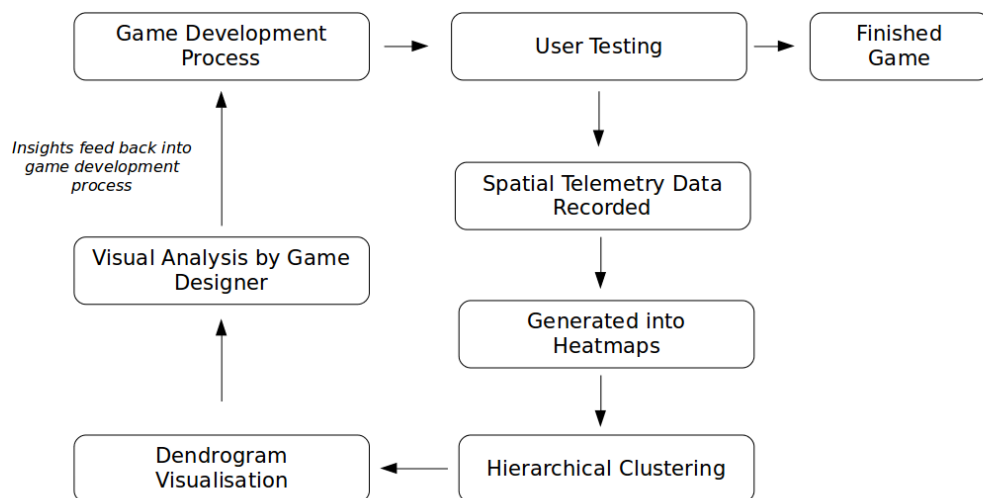 Game Development
Process
User Testing
Finished
Game
Insights feed back into
game development
process
Spatial Telemetry Data
Recorded
Visual Analysis by Game
Designer
Generated into
Heatmaps
Dendrogram
Visualisation
Hierarchical Clustering